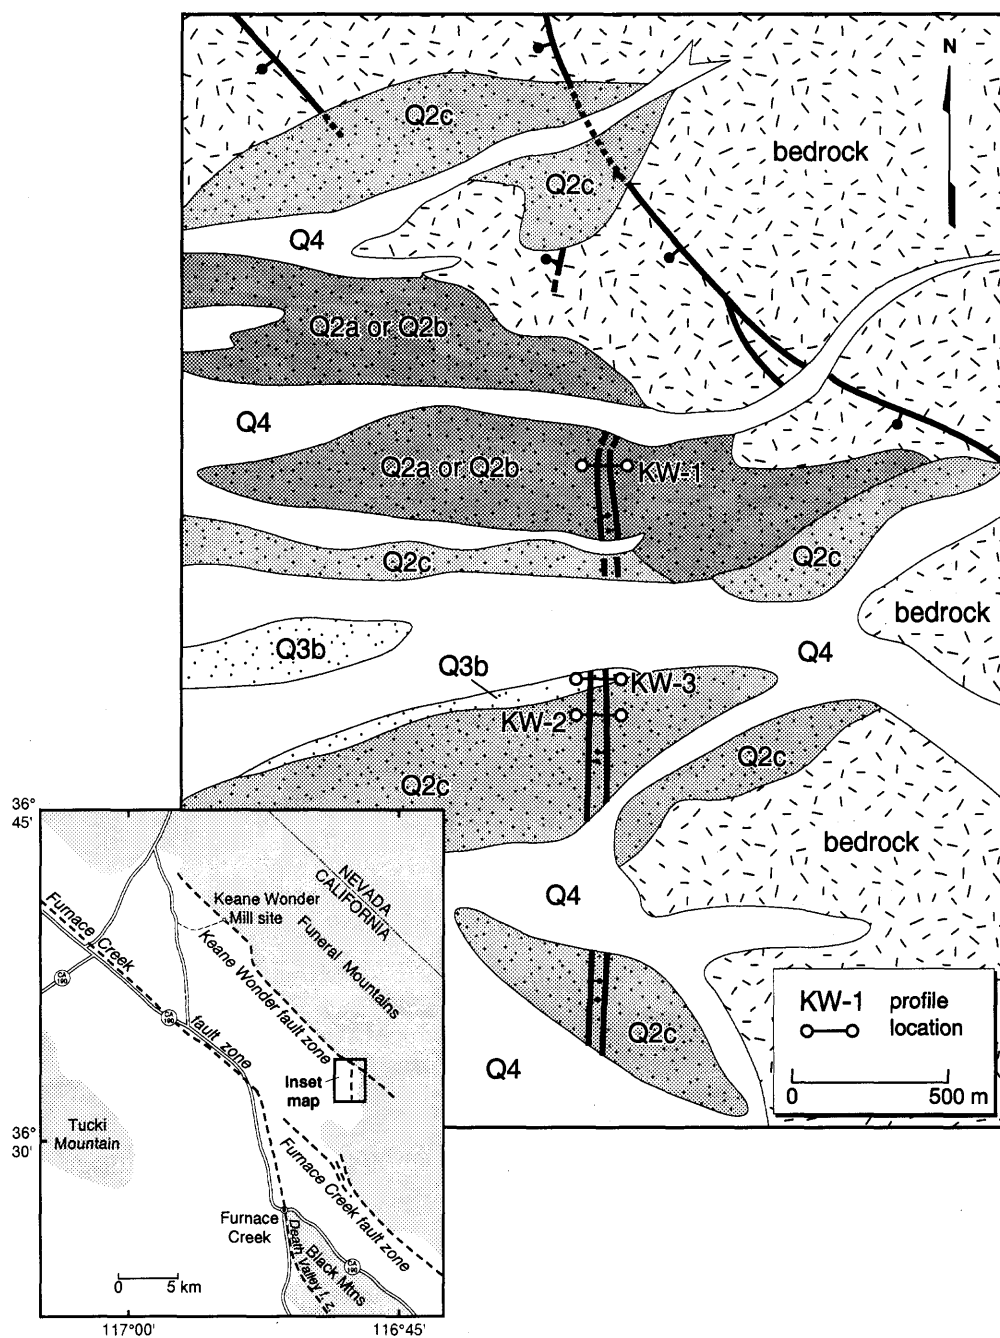 N
Q2c
bedrock
Q2c
Q4
Q2a or Q2b
Q4
Q2a or Q2b
KW-1
Q2c
Q2c
bedrock
Q3b
Q3b
Q4
KW-3
KW-2
Q2c
Q2c
bedrock
Q4
Q2c
Q4
KW-1 profile
location
0 500 m
36°
45'
NEVADA
CALIFORNIA
Keane Wonder
Mill site
Funeral Mountains
Furnace Creek
fault zone
Keane Wonder fault zone
CA
190
CA
190
Inset
map
Tucki
Mountain
36°
30'
Furnace Creek fault zone
Furnace
Creek
Death Valley f. z.
Black Mtns
CA
190
0 5 km
117°00' 116°45'